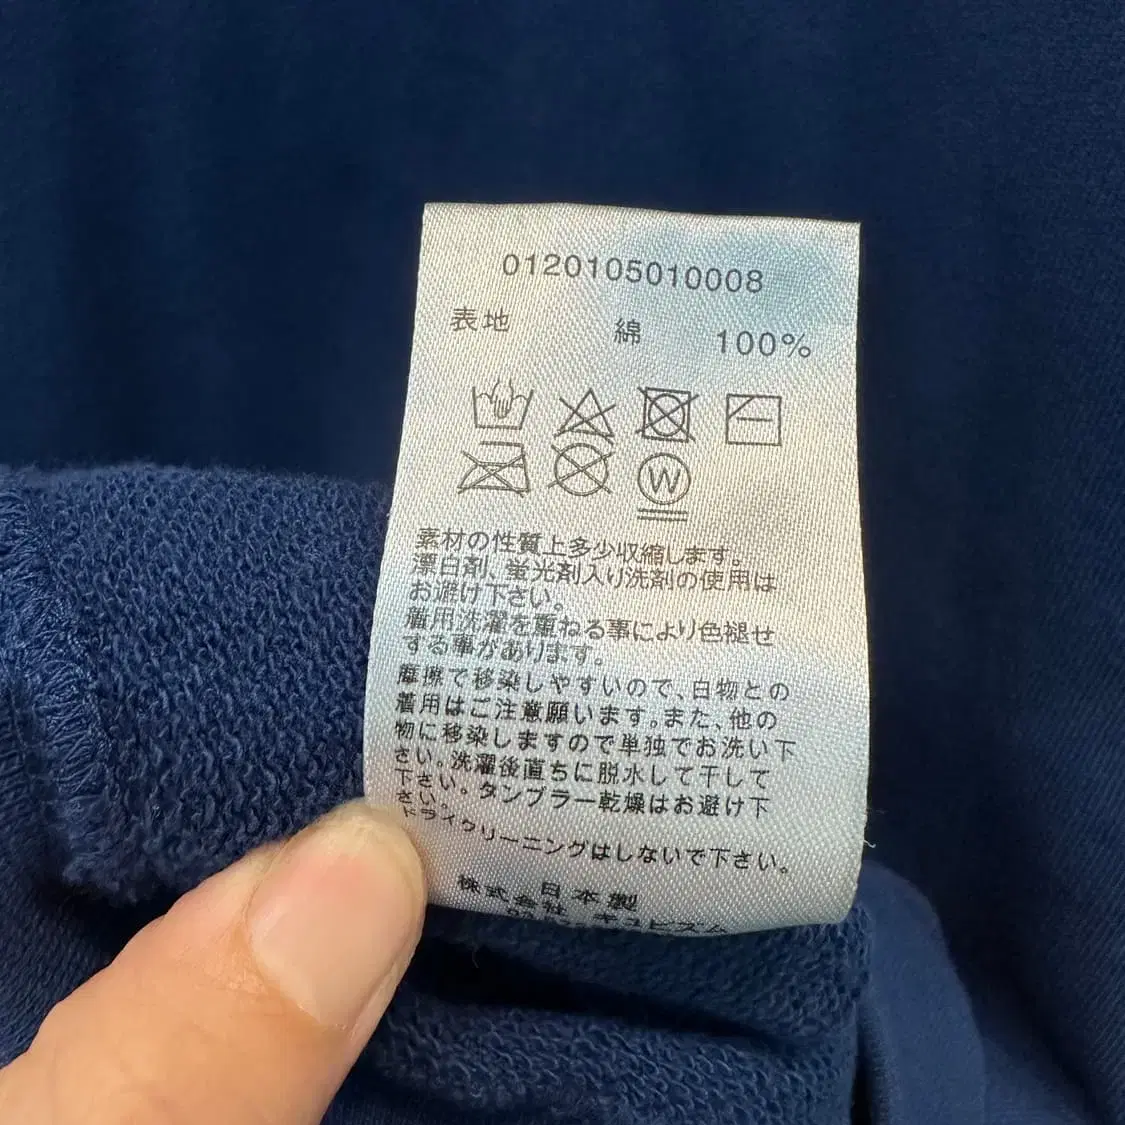 0120105010008
表地 綿 100%
W
素材の性質上多少収縮します。
漂白剤、蛍光剤入り洗剤の使用は
お避け下さい。
着用洗濯を重ねる事により色褪せ
する事があります。
摩擦で移染しやすいので、白物との
着用はご注意願います。また、他の
物に移染しますので単独でお洗い下
さい。洗濯後直ちに脱水して干して
下さい。タンブラー乾燥はお避け下
さい。
ドライクリーニングはしないで下さい。
日本製
株式会社 キュビズム